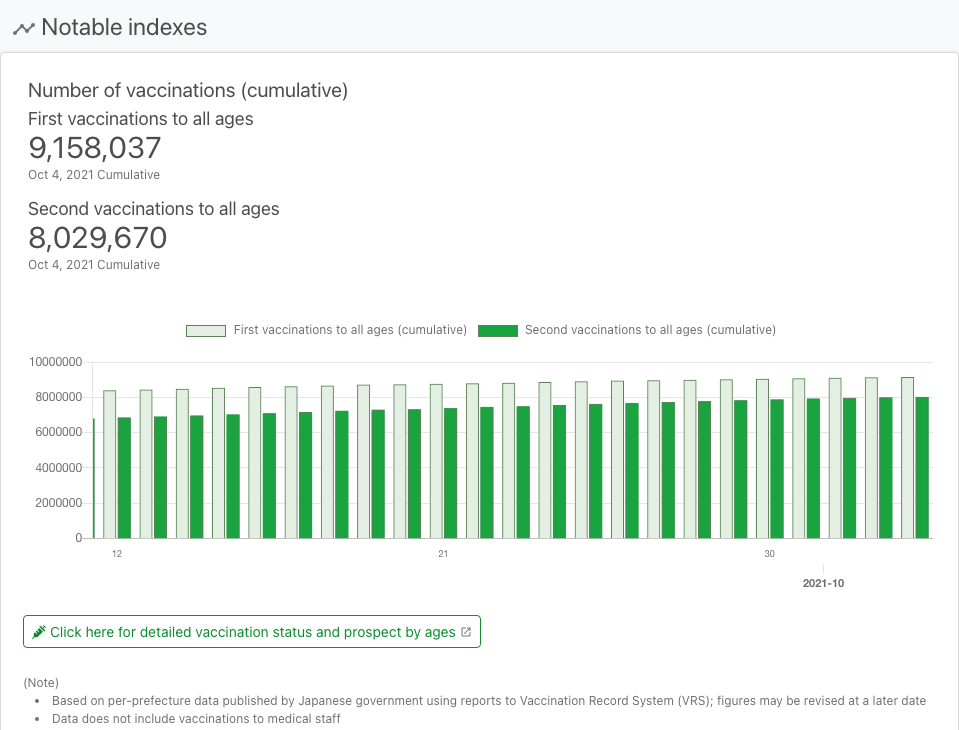 Notable indexes
Number of vaccinations (cumulative)
First vaccinations to all ages
9,158,037
Oct 4, 2021 Cumulative
Second vaccinations to all ages
8,029,670
Oct 4, 2021 Cumulative
First vaccinations to all ages (cumulative) Second vaccinations to all ages (cumulative)
10000000
8000000
6000000
4000000
2000000
0
12 21 30
2021-10
Click here for detailed vaccination status and prospect by ages
(Note)
• Based on per-prefecture data published by Japanese government using reports to Vaccination Record System (VRS); figures may be revised at a later date
• Data does not include vaccinations to medical staff